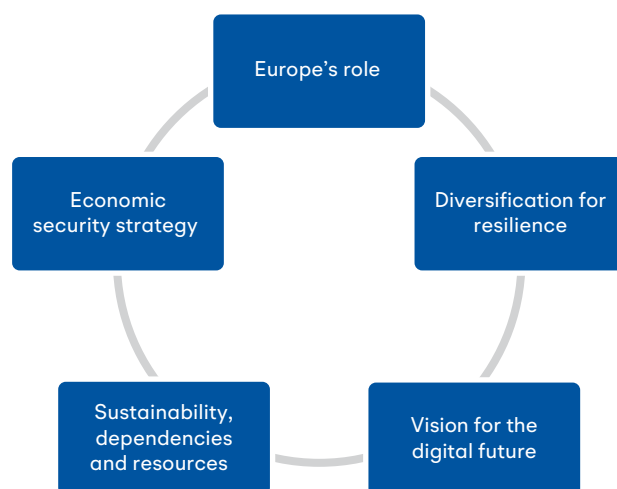 Europe’s role
Economic
security strategy
Diversification for
resilience
Sustainability,
dependencies
and resources
Vision for the
digital future